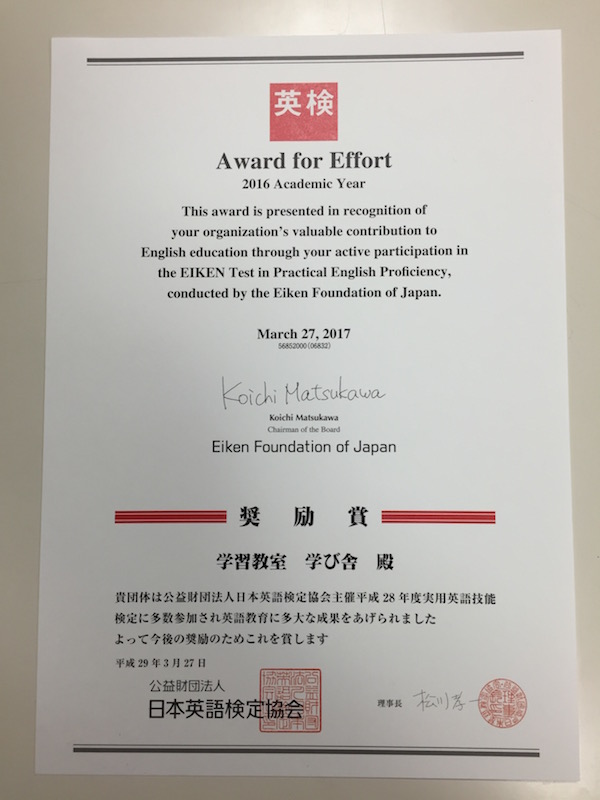 英検
Award for Effort
2016 Academic Year
This award is presented in recognition of
your organization's valuable contribution to
English education through your active participation in
the EIKEN Test in Practical English Proficiency,
conducted by the Eiken Foundation of Japan.
March 27, 2017
56852000(06832)
Koichi Matsukawa
Koichi Matsukawa
Chairman of the Board
Eiken Foundation of Japan
奨励賞
学習教室 学び舎 殿
貴団体は公益財団法人日本英語検定協会主催平成28年度実用英語技能
検定に多数参加され英語教育に多大な成果をあげられました
よって今後の奨励のためこれを賞します
平成29年3月27日
公益財団法人
日本英語検定協会
理事長 松川孝一